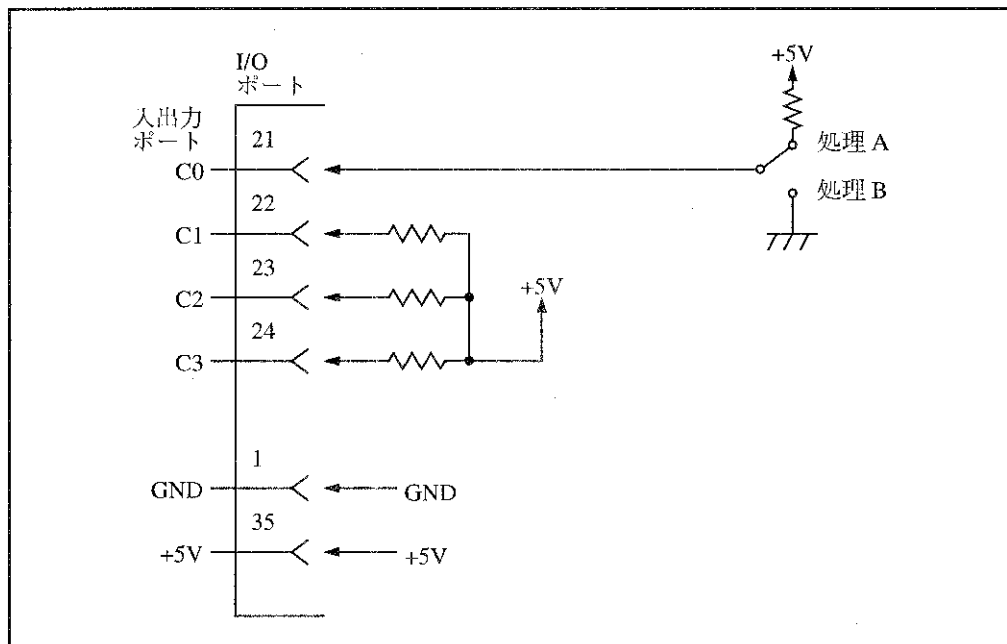 I/O
ポート
入出力
ポート
+5V
処理 A
処理 B
21
C0
22
C1
23
C2
+5V
24
C3
1
GND
GND
35
+5V
+5V